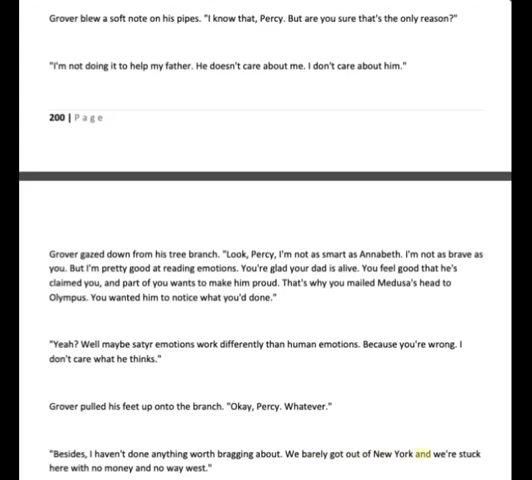 Grover blew a soft note on his pipes. "I know that, Percy. But are you sure that's the only reason?"
"I'm not doing it to help my father. He doesn't care about me. I don't care about him."
200 | Page
Grover gazed down from his tree branch. "Look, Percy, I'm not as smart as Annabeth. I'm not as brave as
you. But I'm pretty good at reading emotions. You're glad your dad is alive. You feel good that he's
claimed you, and part of you wants to make him proud. That's why you mailed Medusa's head to
Olympus. You wanted him to notice what you'd done."
"Yeah? Well maybe satyr emotions work differently than human emotions. Because you're wrong. I
don't care what he thinks."
Grover pulled his feet up onto the branch. "Okay, Percy. Whatever."
"Besides, I haven't done anything worth bragging about. We barely got out of New York and we're stuck
here with no money and no way west."